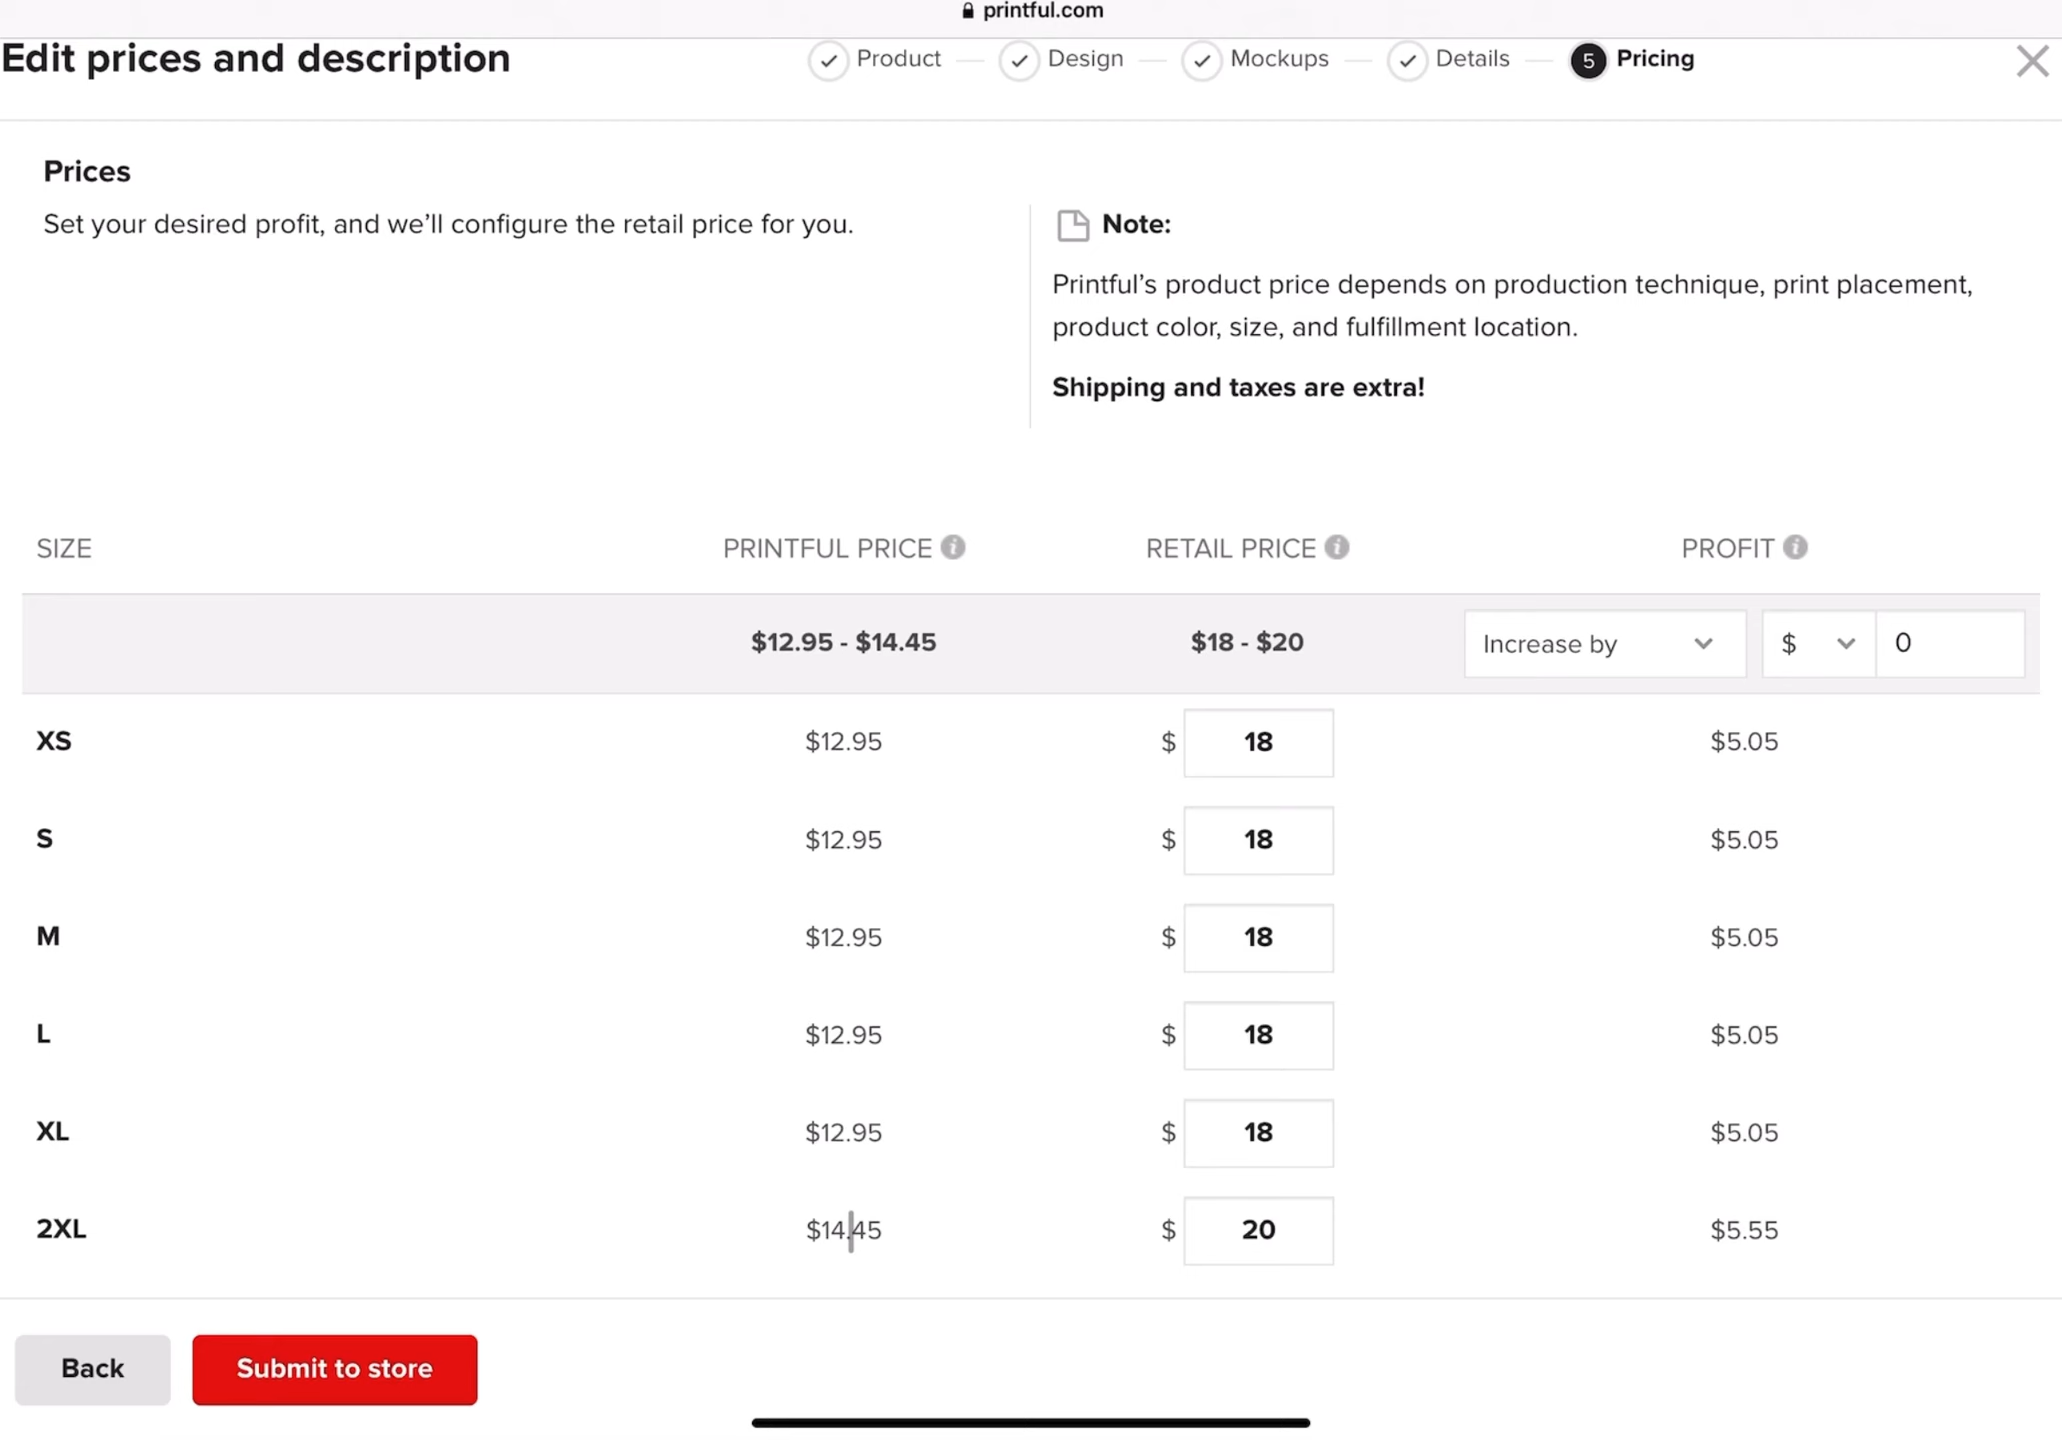 printful.com
Edit prices and description
Product
Design
Mockups
Details
5 Pricing
Prices
Set your desired profit, and we’ll configure the retail price for you.
Note:
Printful’s product price depends on production technique, print placement,
product color, size, and fulfillment location.
Shipping and taxes are extra!
SIZE PRINTFUL PRICE RETAIL PRICE PROFIT
$12.95 - $14.45 $18 - $20 Increase by $ 0
XS $12.95 $ 18 $5.05
S $12.95 $ 18 $5.05
M $12.95 $ 18 $5.05
L $12.95 $ 18 $5.05
XL $12.95 $ 18 $5.05
2XL $14.45 $ 20 $5.55
Back Submit to store